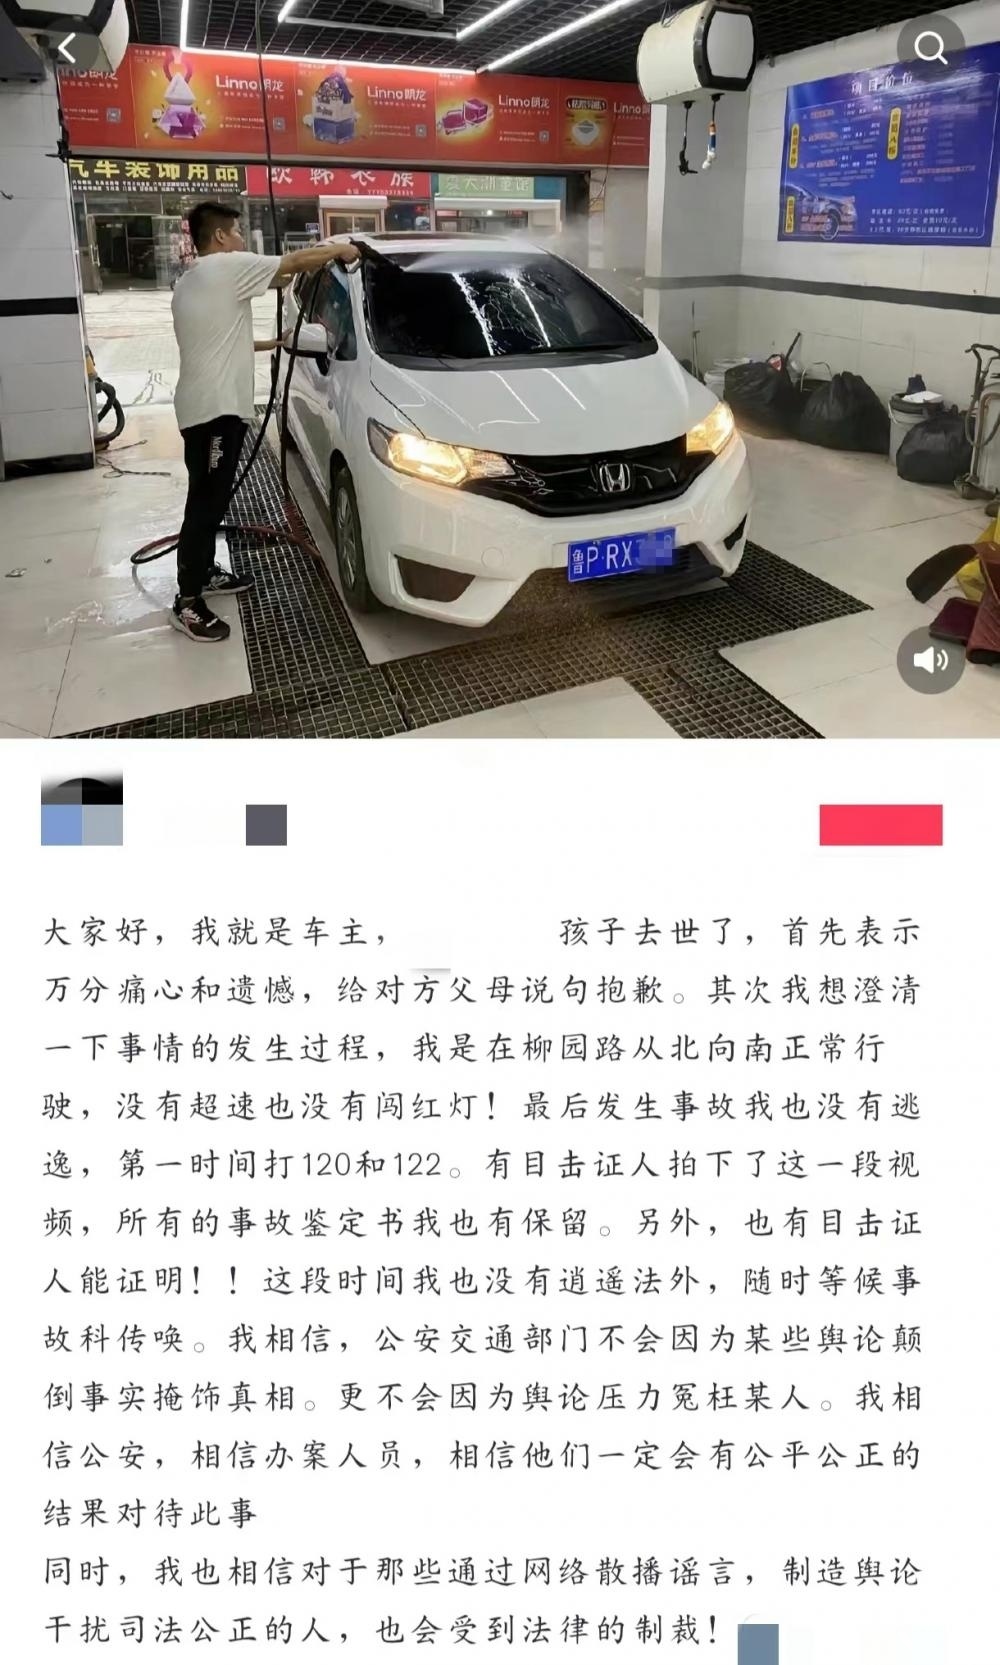 Linno朗龙
Linno朗龙
Linno朗龙
Linno朗
项目价位
汽车装饰用品
欧韩衣族
鲁P·RX
大家好，我就是车主，
孩子去世了，首先表示
万分痛心和遗憾，给对方父母说句抱歉。其次我想澄清
一下事情的发生过程，我是在柳园路从北向南正常行
驶，没有超速也没有闯红灯！最后发生事故我也没有逃
逸，第一时间打120和122。有目击证人拍下了这一段视
频，所有的事故鉴定书我也有保留。另外，也有目击证
人能证明！！这段时间我也没有逍遥法外，随时等候事
故科传唤。我相信，公安交通部门不会因为某些舆论颠
倒事实掩饰真相。更不会因为舆论压力冤枉某人。我相
信公安，相信办案人员，相信他们一定会有公平公正的
结果对待此事
同时，我也相信对于那些通过网络散播谣言，制造舆论
干扰司法公正的人，也会受到法律的制裁！